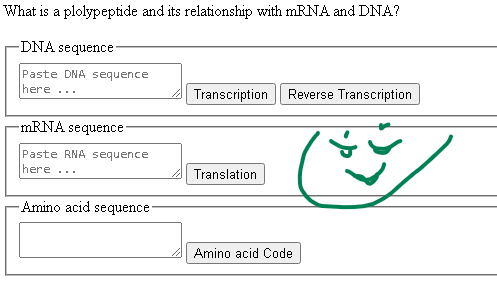 What is a plolypeptide and its relationship with mRNA and DNA?
DNA sequence
Paste DNA sequence
here ...
Transcription Reverse Transcription
mRNA sequence
Paste RNA sequence
here ...
Translation
Amino acid sequence
Amino acid Code